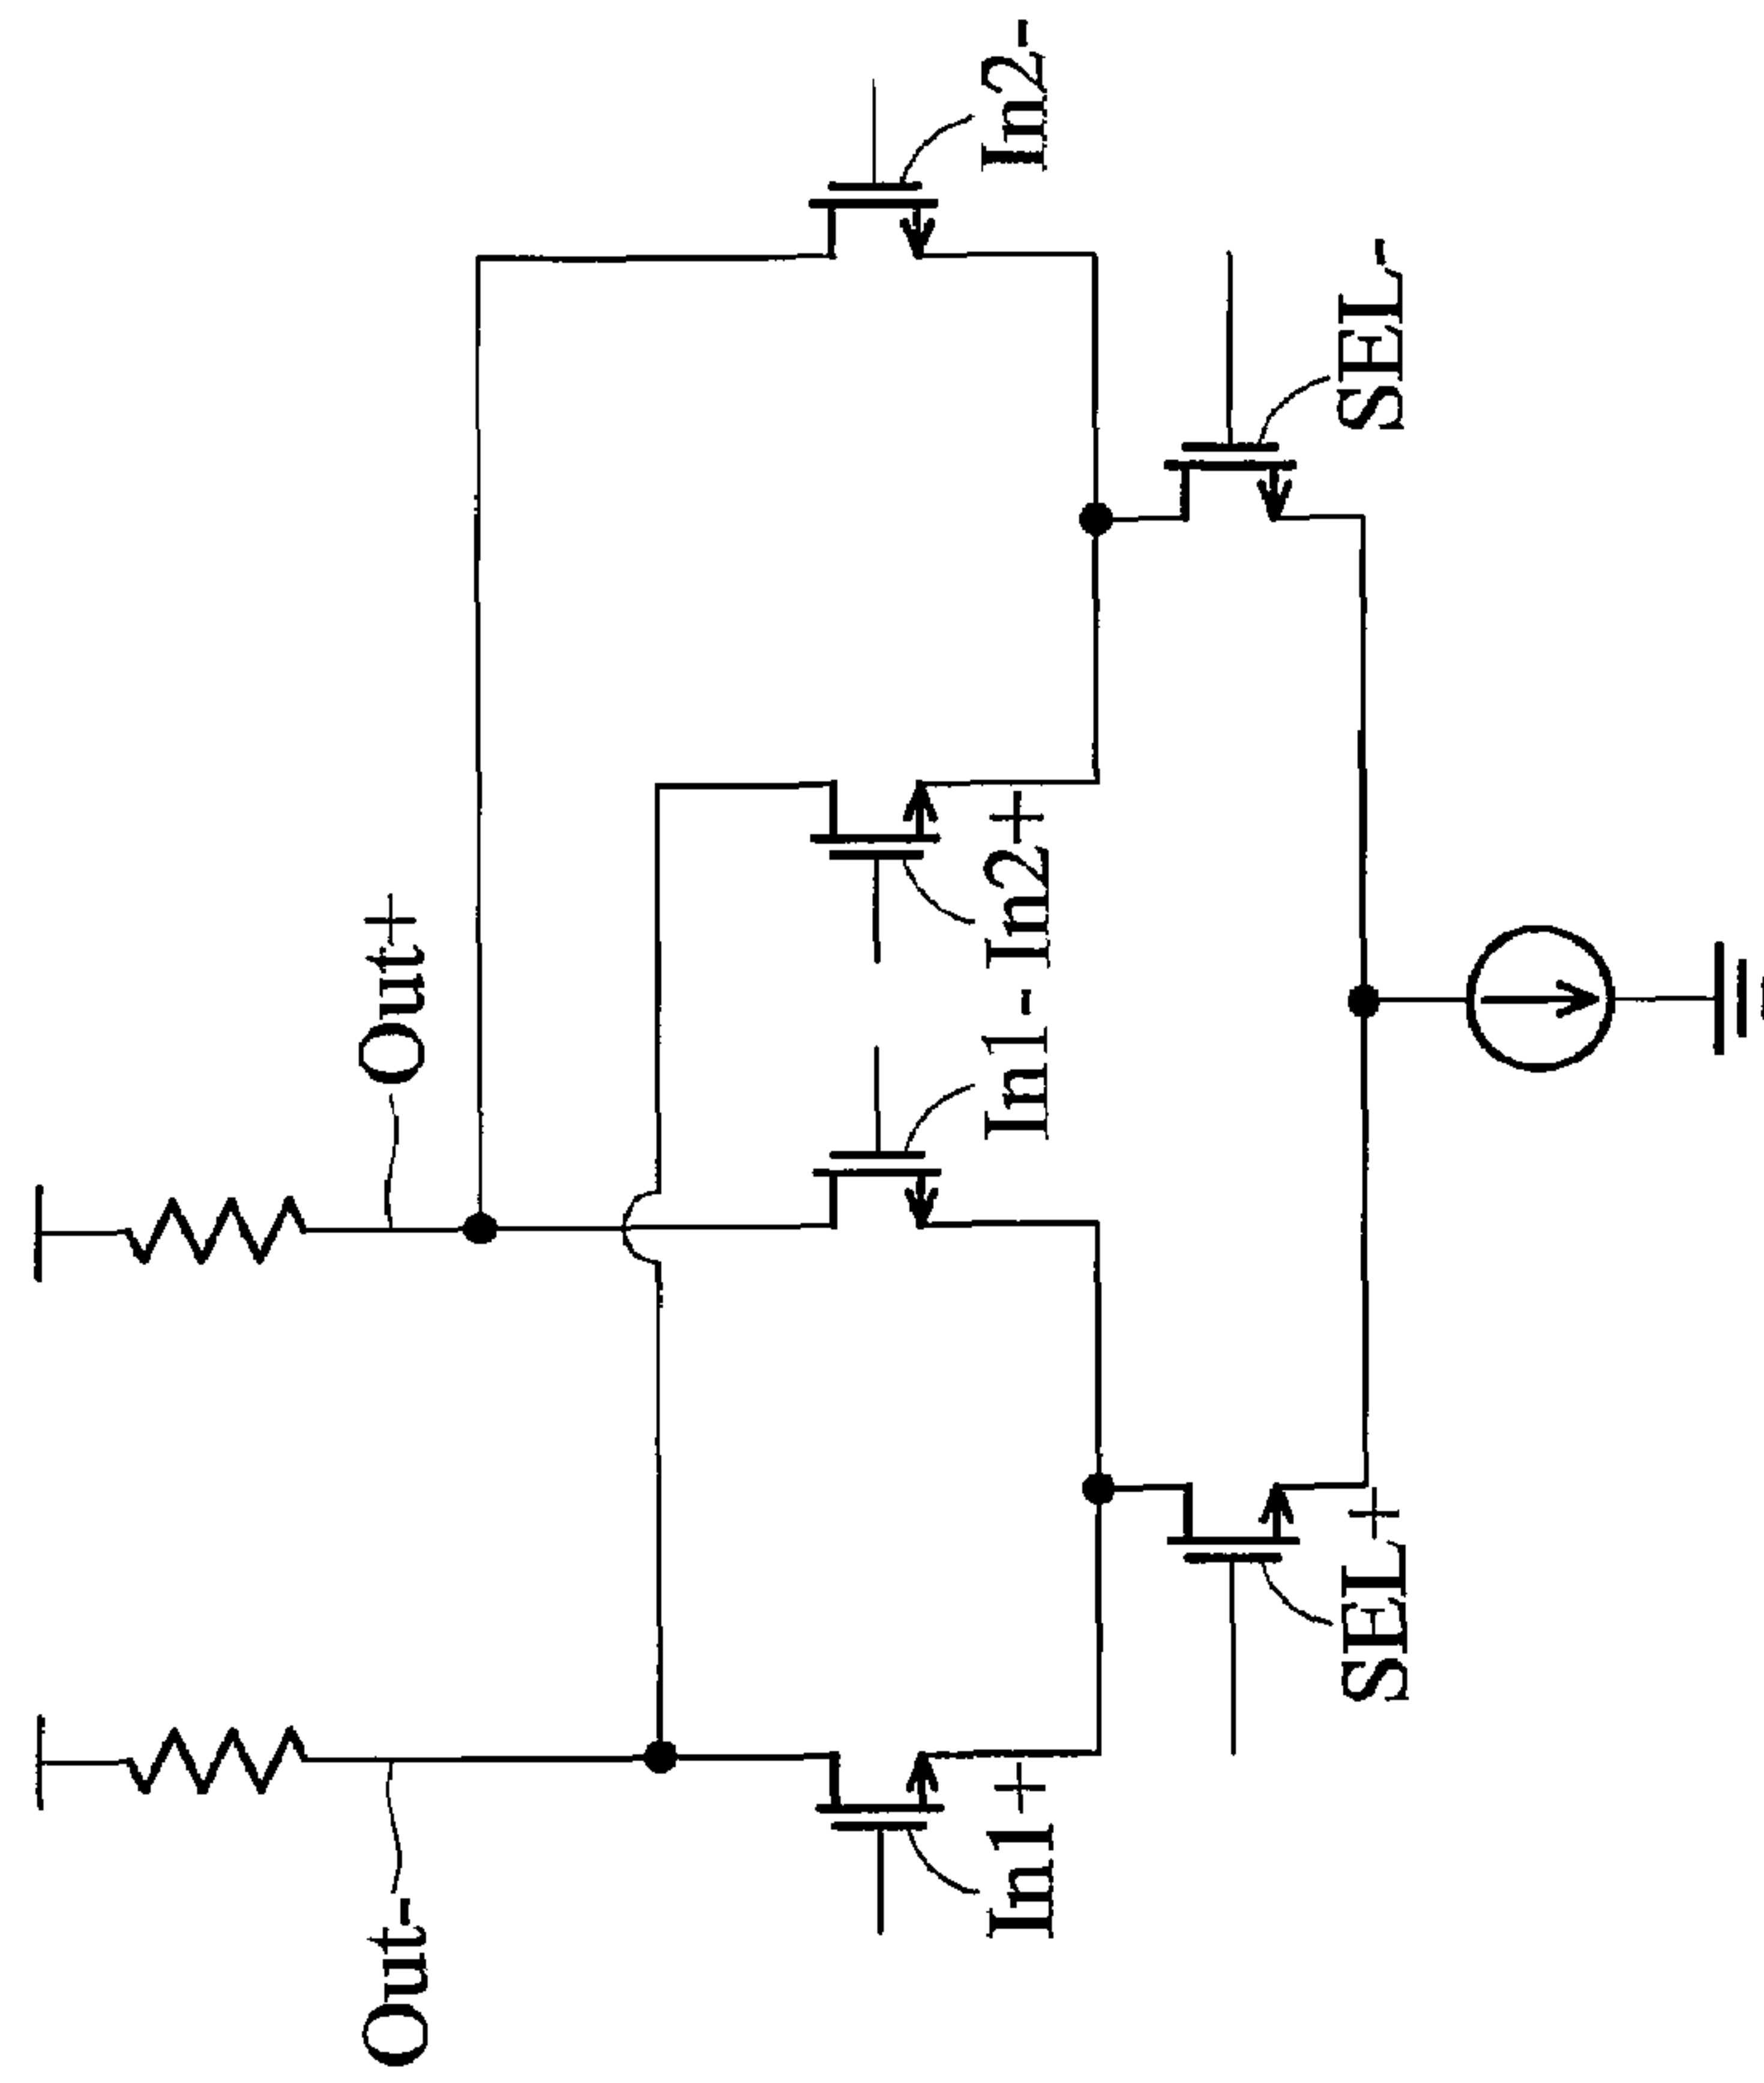 Out-
Out+
In1+
In1-
In2+
In2-
SEL+
SEL-